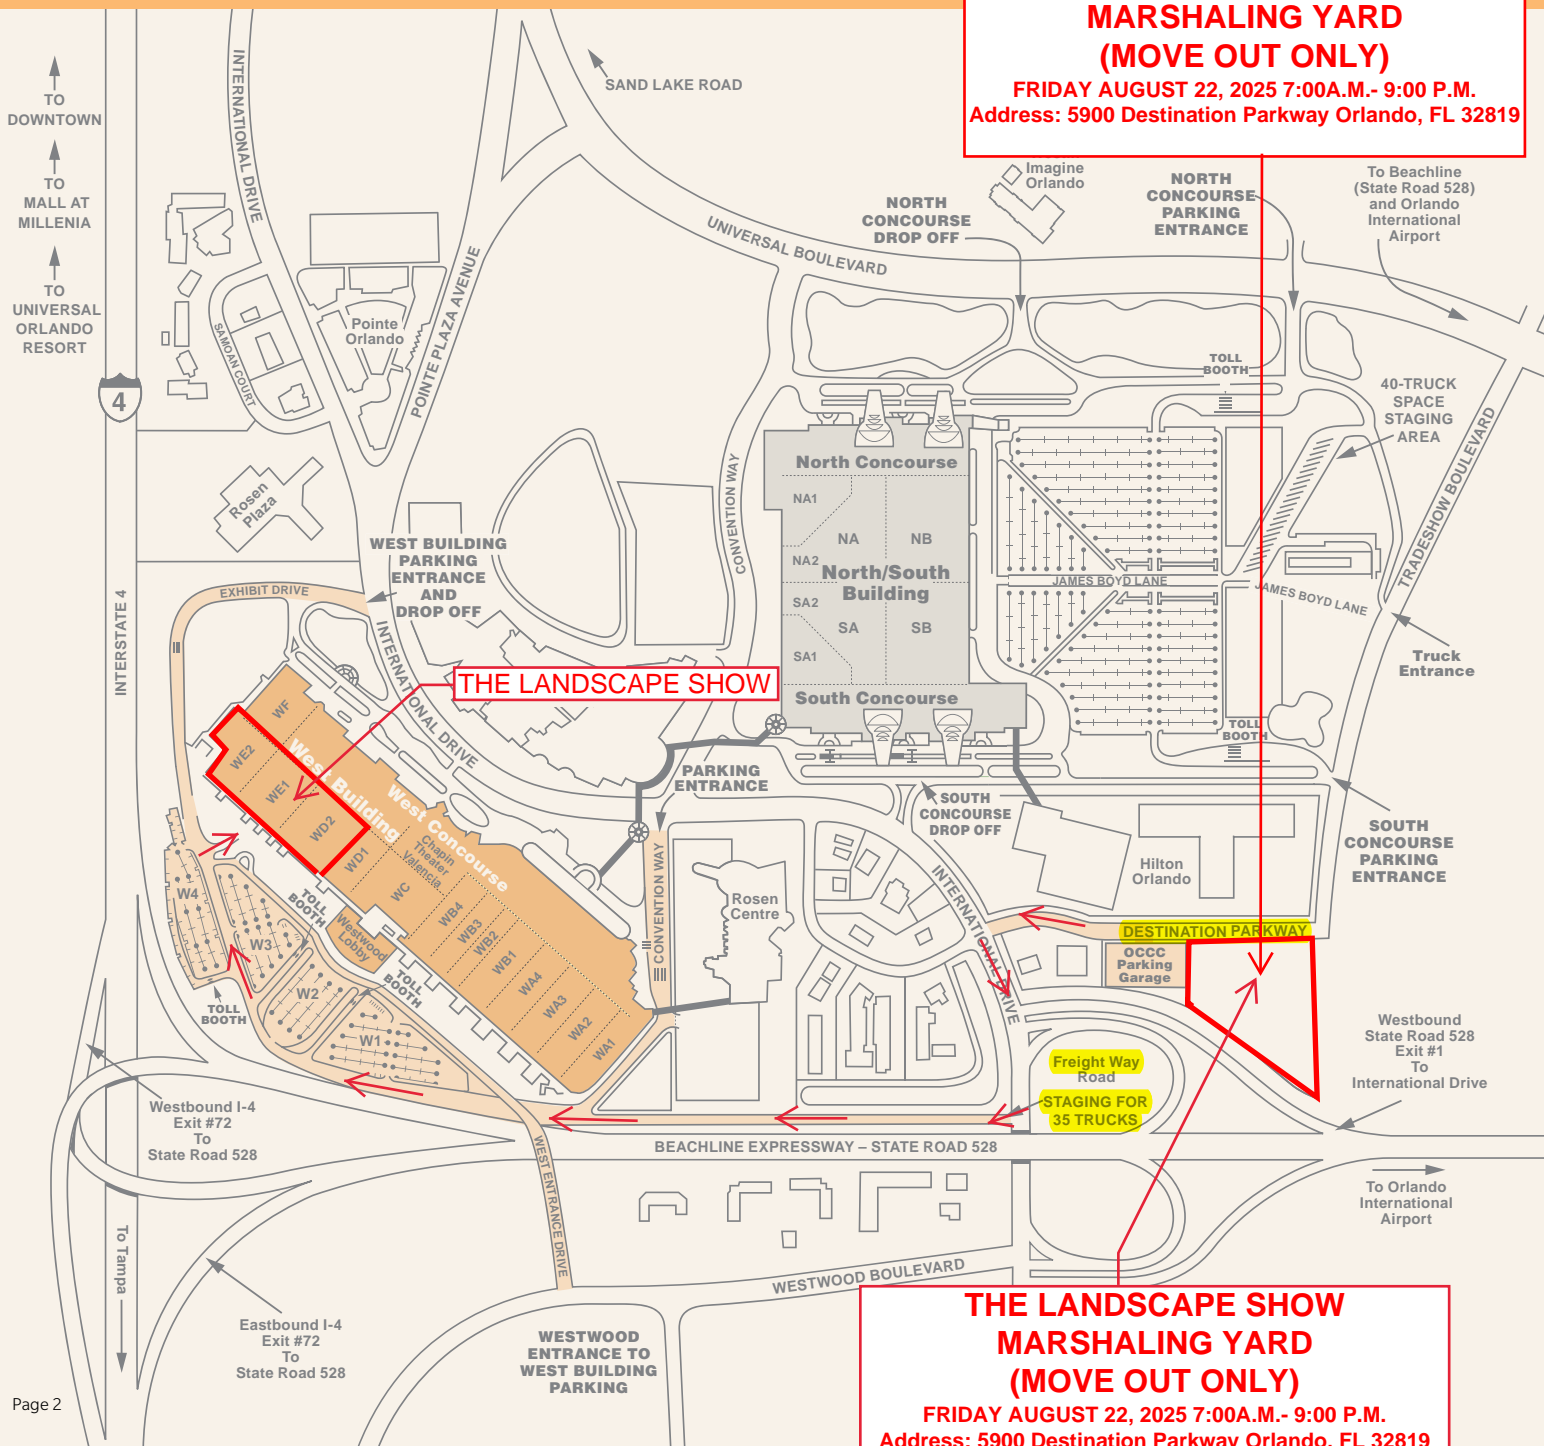 MARSHALING YARD
(MOVE OUT ONLY)
FRIDAY AUGUST 22, 2025 7:00A.M.- 9:00 P.M.
Address: 5900 Destination Parkway Orlando, FL 32819
TO
DOWNTOWN
TO
MALL AT
MILLENIA
TO
UNIVERSAL
ORLANDO
RESORT
4
INTERSTATE 4
INTERNATIONAL DRIVE
SAND LAKE ROAD
SAMOAN COURT
Pointe
Orlando
POINTE PLAZA AVENUE
UNIVERSAL BOULEVARD
NORTH
CONCOURSE
DROP OFF
Imagine
Orlando
NORTH
CONCOURSE
PARKING
ENTRANCE
To Beachline
(State Road 528)
and Orlando
International
Airport
TOLL
BOOTH
40-TRUCK
SPACE
STAGING
AREA
TRADESHOW BOULEVARD
Rosen
Plaza
CONVENTION WAY
North Concourse
NA1
NA
NB
NA2
North/South
Building
SA2
SA
SB
SA1
South Concourse
JAMES BOYD LANE
JAMES BOYD LANE
Truck
Entrance
WEST BUILDING
PARKING
ENTRANCE
AND
DROP OFF
EXHIBIT DRIVE
INTERNATIONAL DRIVE
THE LANDSCAPE SHOW
TOLL
BOOTH
PARKING
ENTRANCE
SOUTH
CONCOURSE
DROP OFF
SOUTH
CONCOURSE
PARKING
ENTRANCE
WF
WE2
WE1
WD2
WD1
WC
WB4
WB3
WB2
WB1
WA4
WA3
WA2
WA1
West Building
West Concourse
Chapin
Theater
Valencia
Westwood
Lobby
W4
W3
W2
W1
TOLL
BOOTH
TOLL
BOOTH
TOLL
BOOTH
CONVENTION WAY
Rosen
Centre
INTERNATIONAL DRIVE
Hilton
Orlando
DESTINATION PARKWAY
OCCC
Parking
Garage
Freight Way
Road
STAGING FOR
35 TRUCKS
Westbound
State Road 528
Exit #1
To
International Drive
Westbound I-4
Exit #72
To
State Road 528
BEACHLINE EXPRESSWAY – STATE ROAD 528
WEST ENTRANCE DRIVE
To Orlando
International
Airport
To Tampa
WESTWOOD BOULEVARD
Eastbound I-4
Exit #72
To
State Road 528
WESTWOOD
ENTRANCE TO
WEST BUILDING
PARKING
THE LANDSCAPE SHOW
MARSHALING YARD
(MOVE OUT ONLY)
FRIDAY AUGUST 22, 2025 7:00A.M.- 9:00 P.M.
Address: 5900 Destination Parkway Orlando, FL 32819
Page 2